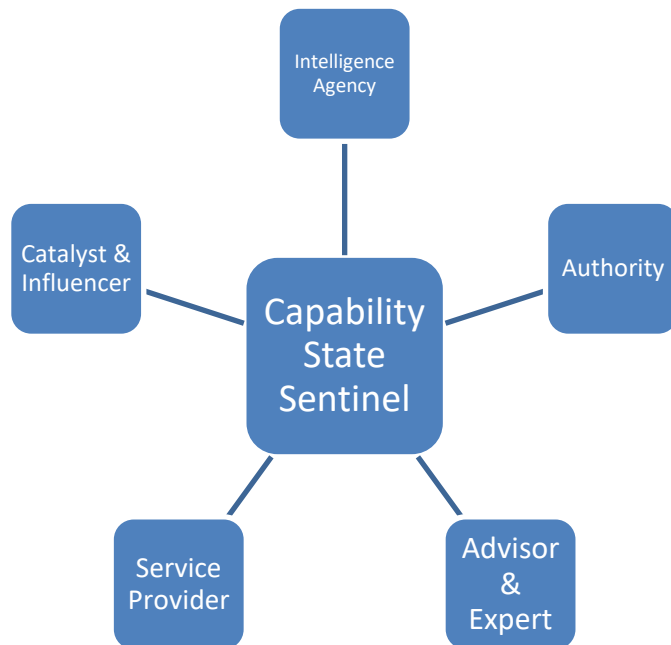 Intelligence
Agency
Catalyst &
Influencer
Authority
Capability
State
Sentinel
Service
Provider
Advisor
&
Expert